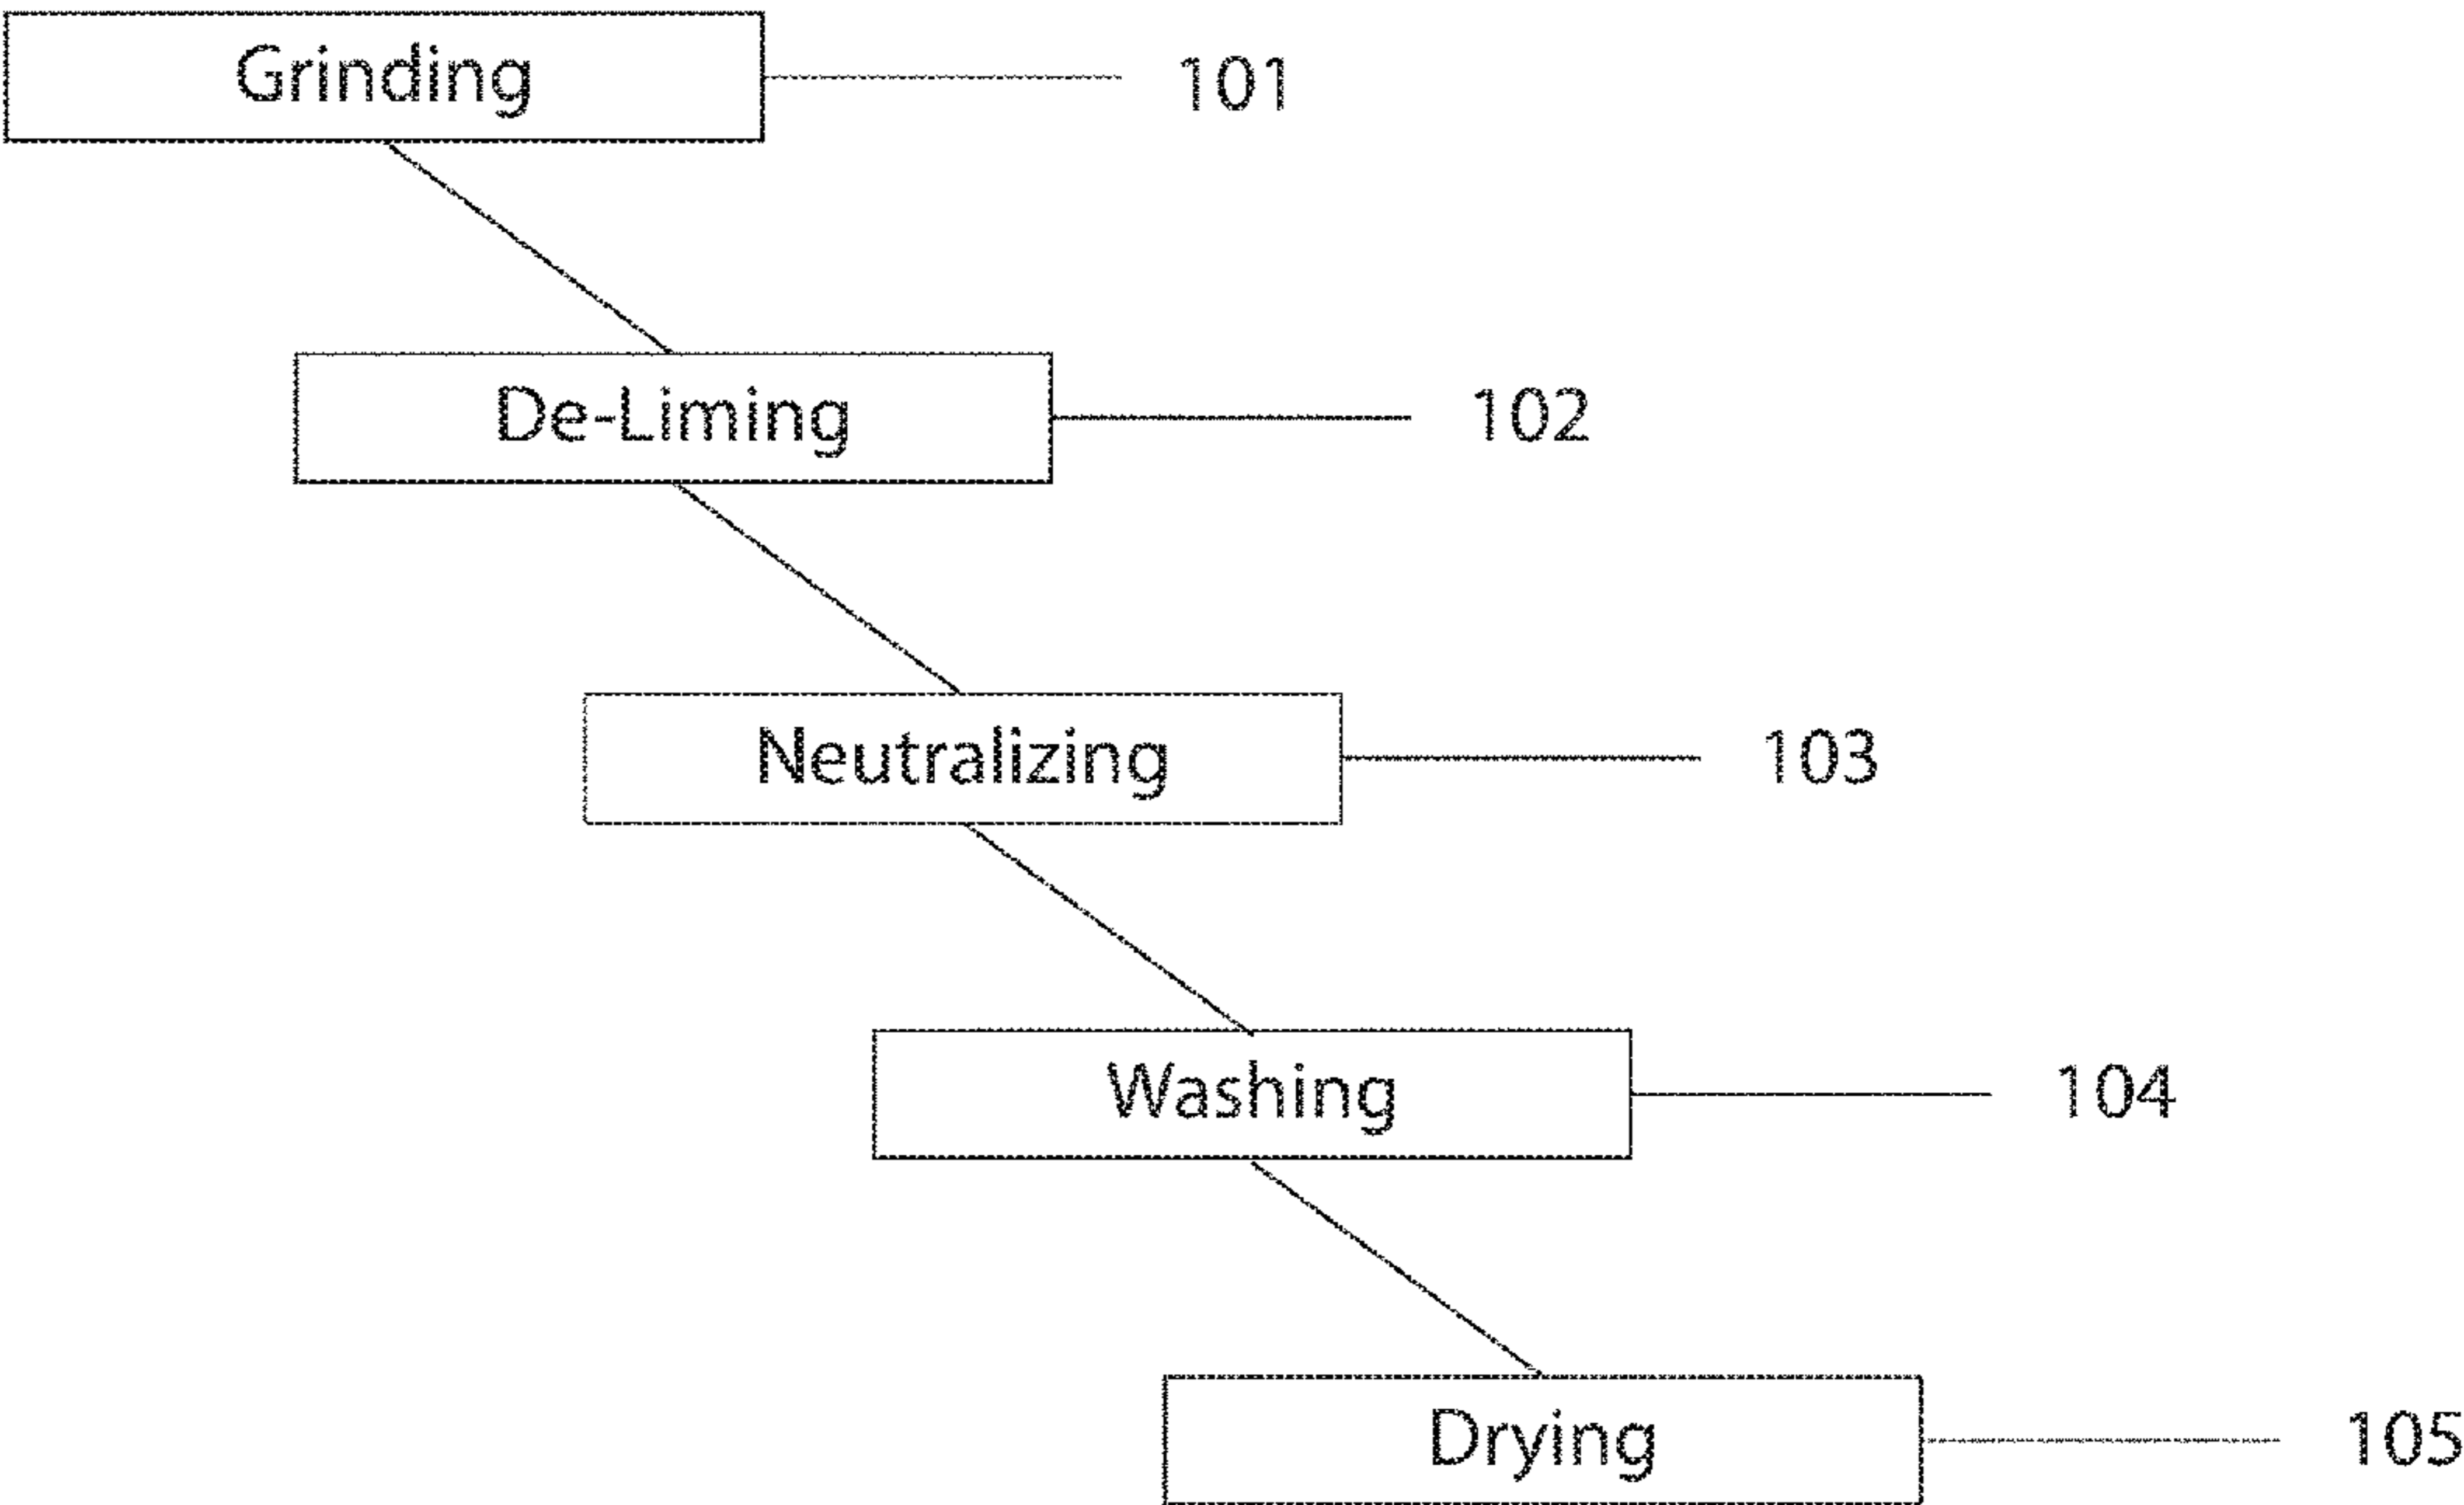 Grinding 101
De-Liming 102
Neutralizing 103
Washing 104
Drying 105